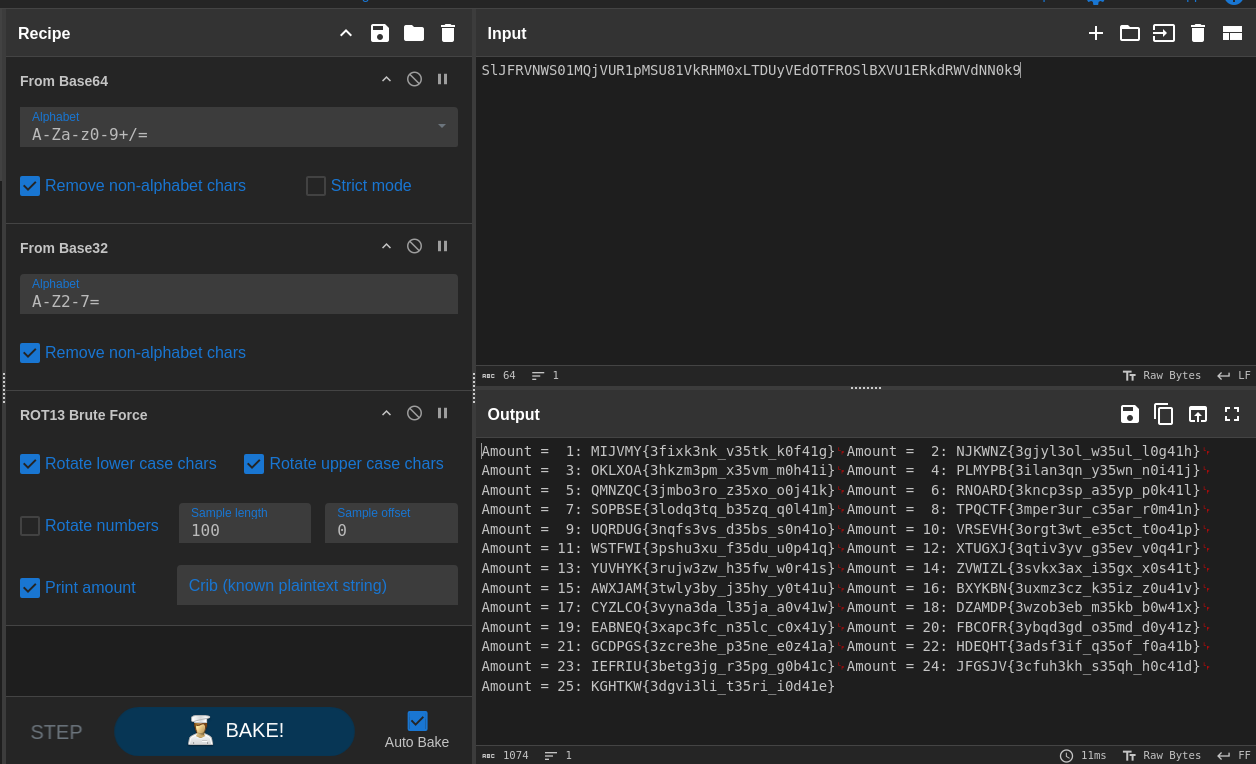 Recipe
From Base64
Alphabet
A-Za-z0-9+/=
Remove non-alphabet chars
Strict mode
From Base32
Alphabet
A-Z2-7=
Remove non-alphabet chars
ROT13 Brute Force
Rotate lower case chars
Rotate upper case chars
Rotate numbers
Sample length
100
Sample offset
0
Print amount
Crib (known plaintext string)
STEP
BAKE!
Auto Bake
Input
SlJFRVNWS01MQjVUR1pMSU81VkRHM0xLTDUyVEdOTFROSlBXVU1ERkdRWVdNN0k9
ABC 64 1
Raw Bytes LF
Output
Amount =  1: MIJVMY{3fixk3nk_v35tk_k0f41g} Amount =  2: NJKWNZ{3gjyl3ol_w35ul_l0g41h}
Amount =  3: OKLXOA{3hkzm3pm_x35vm_m0h41i} Amount =  4: PLMYPB{3ilan3qn_y35wn_n0i41j}
Amount =  5: QMNZQC{3jmbo3ro_z35xo_o0j41k} Amount =  6: RNOARD{3kncp3sp_a35yp_p0k41l}
Amount =  7: SOPBSE{3lodq3tq_b35zq_q0l41m} Amount =  8: TPQCTF{3mper3ur_c35ar_r0m41n}
Amount =  9: UQRDUG{3nqfs3vs_d35bs_s0n41o} Amount = 10: VRSEVH{3orgt3wt_e35ct_t0o41p}
Amount = 11: WSTFWI{3pshu3xu_f35du_u0p41q} Amount = 12: XTUGXJ{3qtiv3yv_g35ev_v0q41r}
Amount = 13: YUVHYK{3rujw3zw_h35fw_w0r41s} Amount = 14: ZVWIZL{3svkx3ax_i35gx_x0s41t}
Amount = 15: AWXJAM{3twly3by_j35hy_y0t41u} Amount = 16: BXYKBN{3uxmz3cz_k35iz_z0u41v}
Amount = 17: CYZLCO{3vyna3da_l35ja_a0v41w} Amount = 18: DZAMDP{3wzob3eb_m35kb_b0w41x}
Amount = 19: EABNEQ{3xapc3fc_n35lc_c0x41y} Amount = 20: FBCOFR{3ybqd3gd_o35md_d0y41z}
Amount = 21: GCDPGS{3zcre3he_p35ne_e0z41a} Amount = 22: HDEQHT{3adsf3if_q35of_f0a41b}
Amount = 23: IEFRIU{3betg3jg_r35pg_g0b41c} Amount = 24: JFGSJV{3cfuh3kh_s35qh_h0c41d}
Amount = 25: KGHTKW{3dgvi3li_t35ri_i0d41e}
ABC 1074 1
11ms Raw Bytes FF